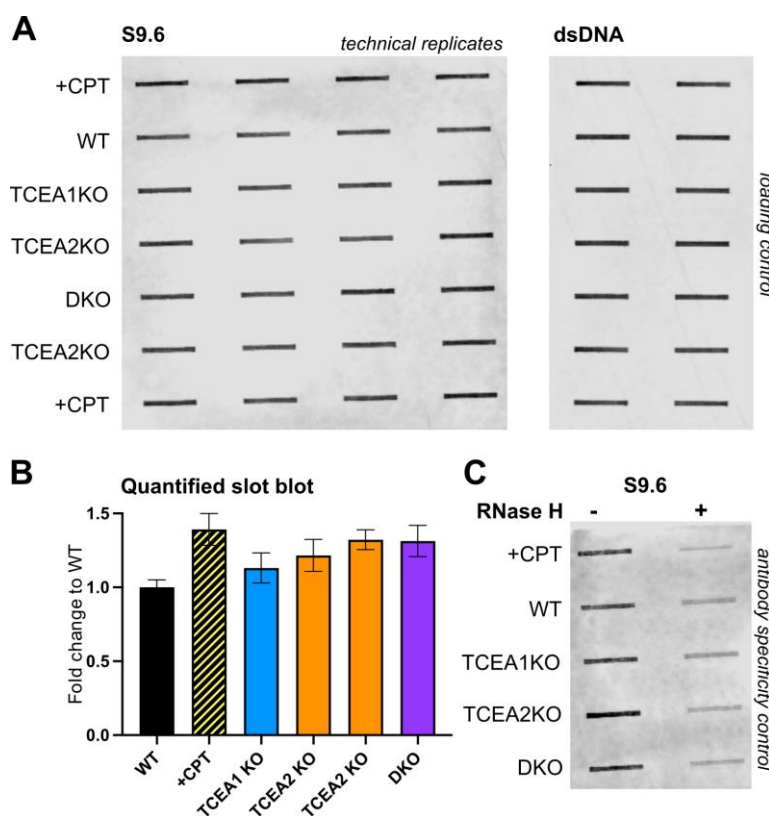 A
S9.6
technical replicates
dsDNA
+CPT
WT
TCEA1KO
TCEA2KO
DKO
TCEA2KO
+CPT
loading control
B
Quantified slot blot
Fold change to WT
1.5
1.0
0.5
0.0
WT
+CPT
TCEA1 KO
TCEA2 KO
TCEA2 KO
DKO
C
S9.6
RNase H - +
+CPT
WT
TCEA1KO
TCEA2KO
DKO
antibody specificity control